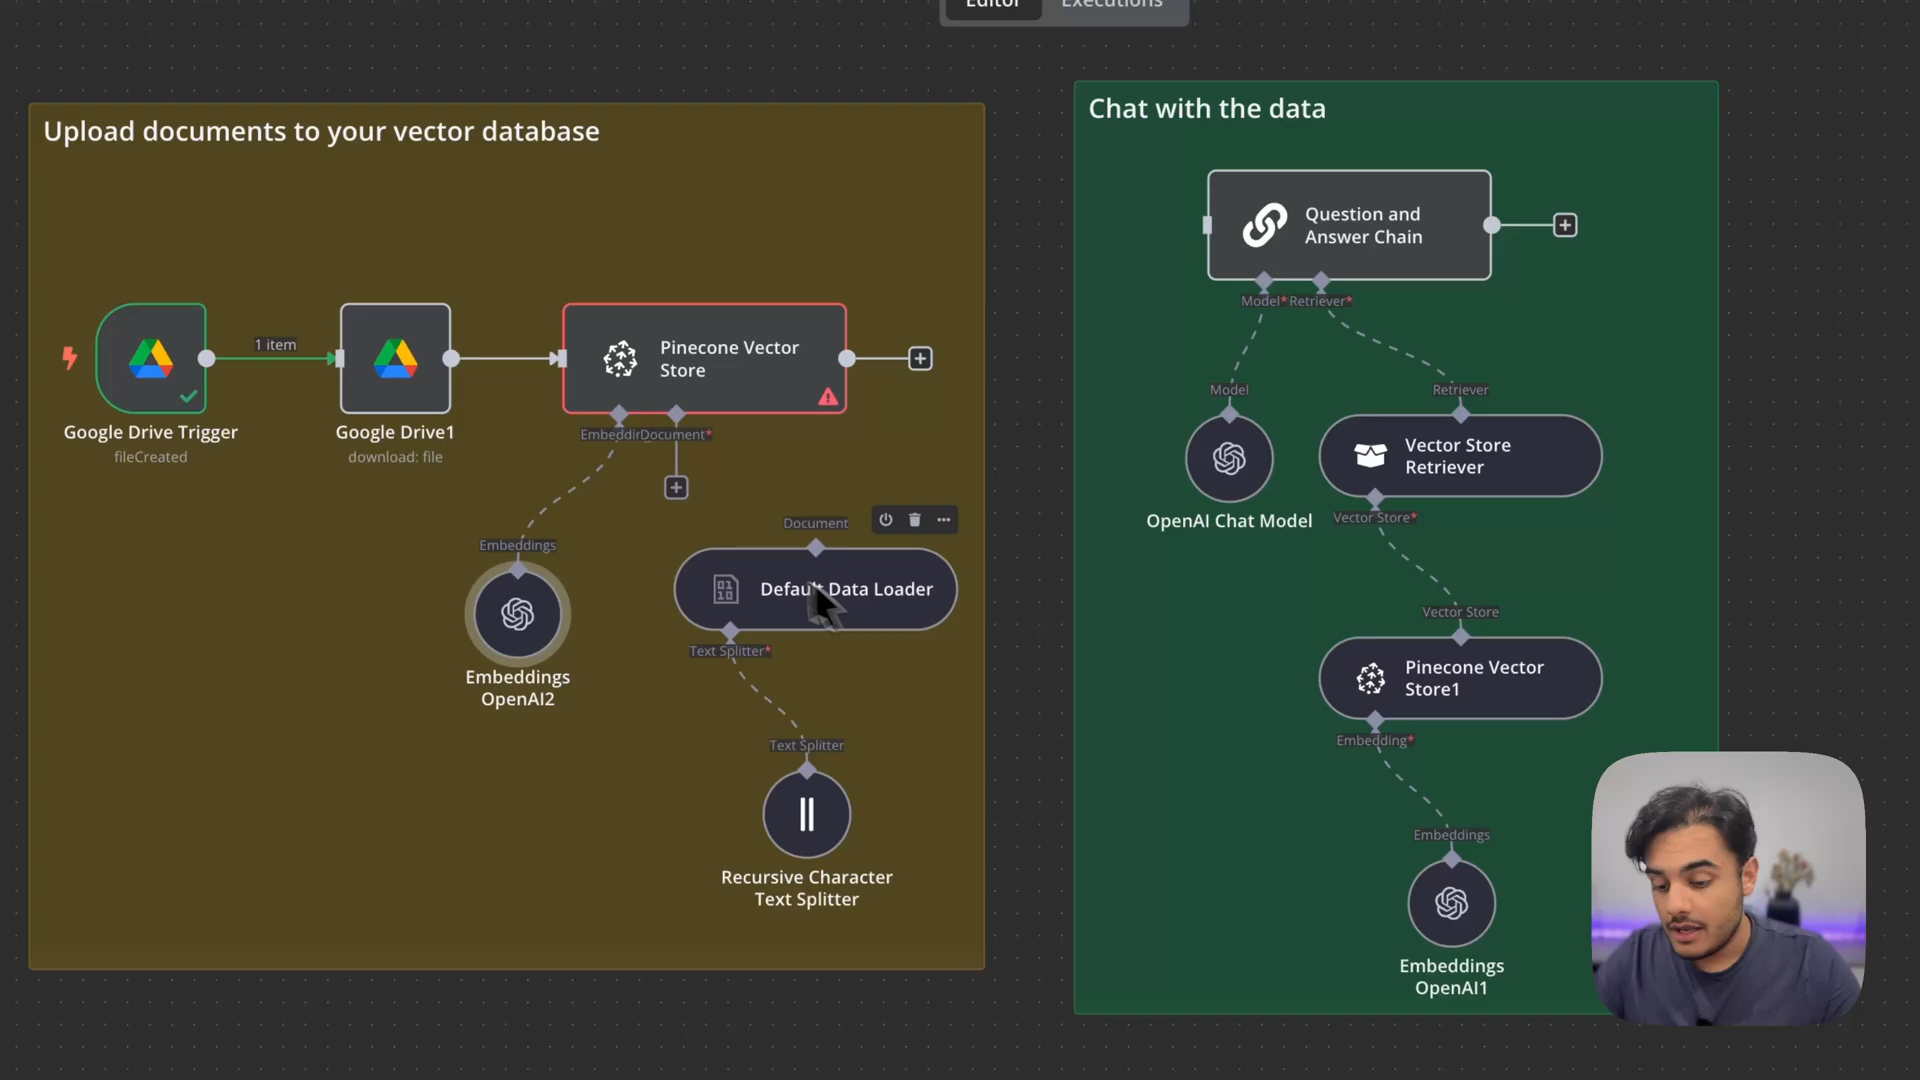 Editor
Executions
Upload documents to your vector database
Chat with the data
Question and
Answer Chain
Model* Retriever*
1 item
Pinecone Vector
Store
Google Drive Trigger
fileCreated
Google Drive1
download: file
EmbeddirDocument*
Model
Retriever
Vector Store
Retriever
OpenAI Chat Model
Vector Store*
Document
Embeddings
Default Data Loader
Text Splitter*
Embeddings
OpenAI2
Vector Store
Pinecone Vector
Store1
Embedding*
Text Splitter
Recursive Character
Text Splitter
Embeddings
Embeddings
OpenAI1